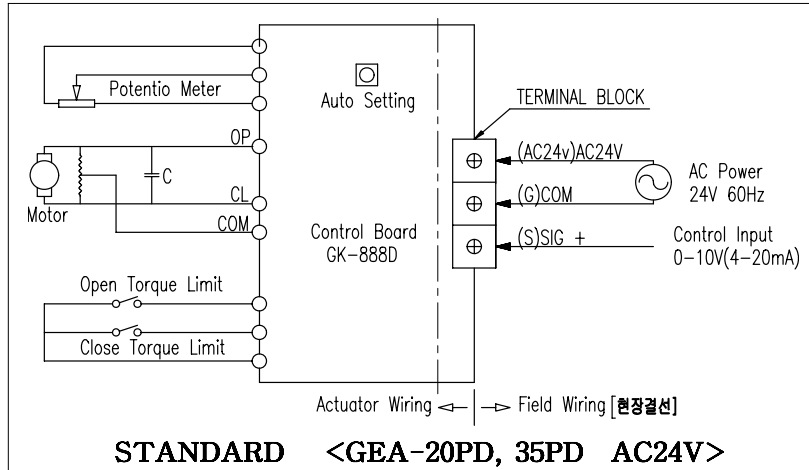 Potentio Meter
Auto Setting
TERMINAL BLOCK
OP
(AC24v)AC24V
C
AC Power
24V 60Hz
Motor
CL
(G)COM
COM
Control Board
GK-888D
(S)SIG +
Control Input
0-10V(4-20mA)
Open Torque Limit
Close Torque Limit
Actuator Wiring
Field Wiring [현장결선]
STANDARD <GEA-20PD, 35PD AC24V>